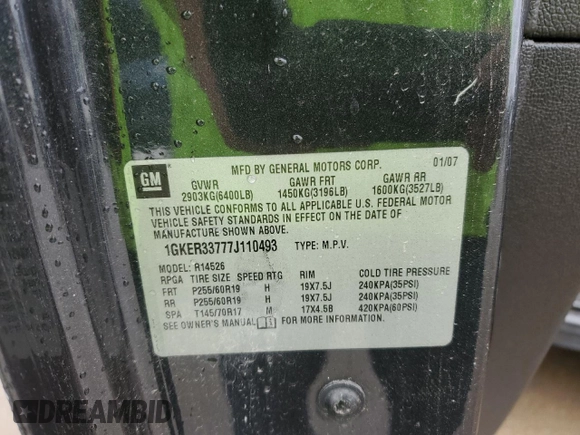 GM
MFD BY GENERAL MOTORS CORP. 01/07
GVWR GAWR FRT GAWR RR
2903KG(6400LB) 1450KG(3196LB) 1600KG(3527LB)
THIS VEHICLE CONFORMS TO ALL APPLICABLE U.S. FEDERAL MOTOR
VEHICLE SAFETY STANDARDS IN EFFECT ON THE DATE OF
MANUFACTURE SHOWN ABOVE.
1GKER33777J110493 TYPE: M.P.V.
MODEL: R14526
RPGA TIRE SIZE SPEED RTG RIM COLD TIRE PRESSURE
FRT P255/60R19 H 19X7.5J 240KPA(35PSI)
RR P255/60R19 H 19X7.5J 240KPA(35PSI)
SPA T145/70R17 M 17X4.5B 420KPA(60PSI)
SEE OWNER'S MANUAL FOR MORE INFORMATION.
DREAMBID